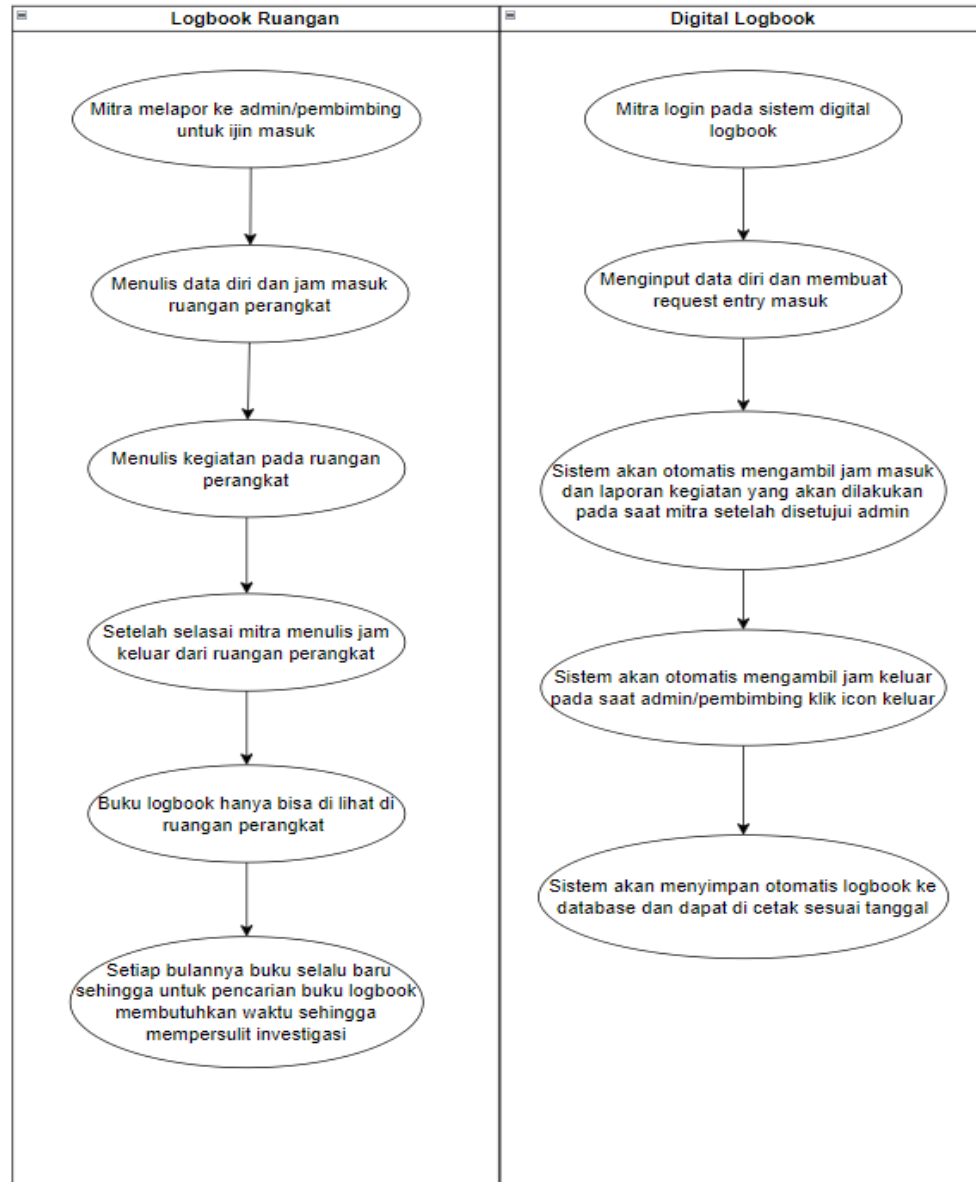 Logbook Ruangan
Mitra melapor ke admin/pembimbing
untuk ijin masuk
Menulis data diri dan jam masuk
ruangan perangkat
Menulis kegiatan pada ruangan
perangkat
Setelah selasai mitra menulis jam
keluar dari ruangan perangkat
Buku logbook hanya bisa di lihat di
ruangan perangkat
Setiap bulannya buku selalu baru
sehingga untuk pencarian buku logbook
membutuhkan waktu sehingga
mempersulit investigasi
Digital Logbook
Mitra login pada sistem digital
logbook
Menginput data diri dan membuat
request entry masuk
Sistem akan otomatis mengambil jam masuk
dan laporan kegiatan yang akan dilakukan
pada saat mitra setelah disetujui admin
Sistem akan otomatis mengambil jam keluar
pada saat admin/pembimbing klik icon keluar
Sistem akan menyimpan otomatis logbook ke
database dan dapat di cetak sesuai tanggal